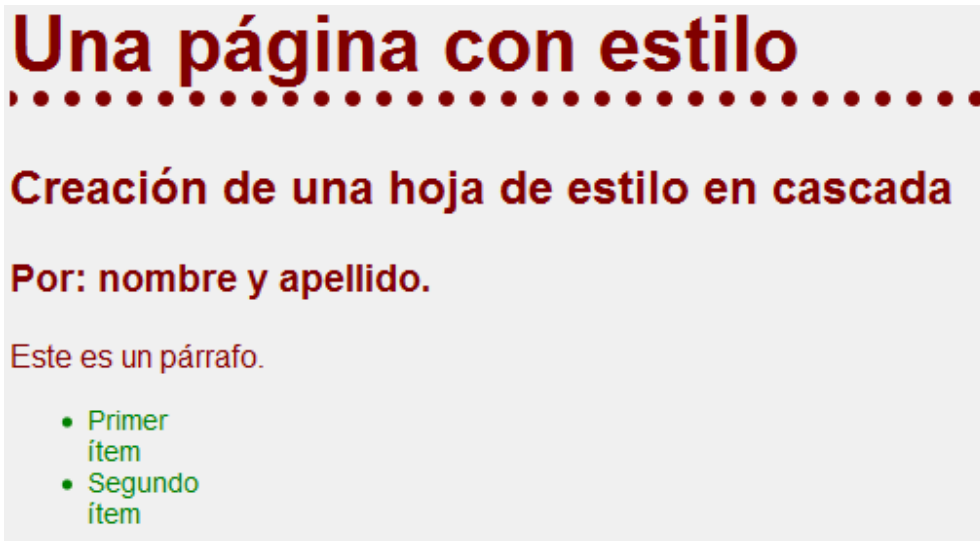 Una página con estilo
Creación de una hoja de estilo en cascada
Por: nombre y apellido.
Este es un párrafo.
Primer
ítem
Segundo
ítem